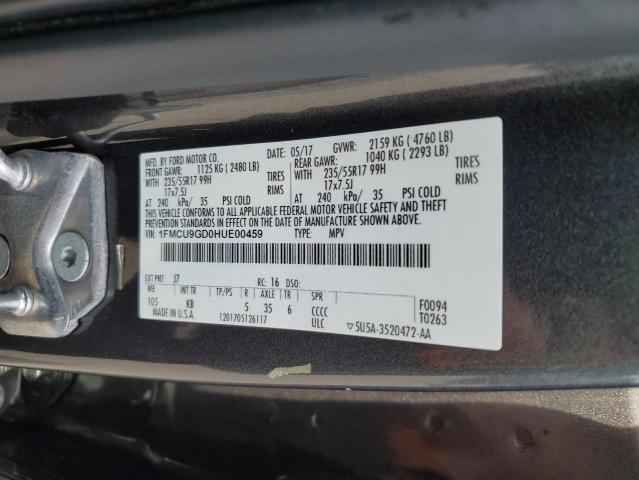 MFD. BY FORD MOTOR CO. DATE: 05/17 GVWR: 2159 KG ( 4760 LB)
FRONT GAWR: 1125 KG ( 2480 LB) REAR GAWR: 1040 KG ( 2293 LB)
WITH 235/55R17 99H TIRES WITH 235/55R17 99H TIRES
17x7.5J RIMS 17x7.5J RIMS
AT 240 kPa/ 35 PSI COLD AT 240 kPa/ 35 PSI COLD
THIS VEHICLE CONFORMS TO ALL APPLICABLE FEDERAL MOTOR VEHICLE SAFETY AND THEFT
PREVENTION STANDARDS IN EFFECT ON THE DATE OF MANUFACTURE SHOWN ABOVE.
VIN: 1FMCU9GD0HUE00459 TYPE: MPV
EXT PNT: J7 RC: 16 DSO:
WB INT TR TP/PS R AXLE TR SPR
105 KB 5 35 6 CCCC F0094
MADE IN U.S.A. 1201705126117 ULC ▽5U5A-3520472-AA T0263